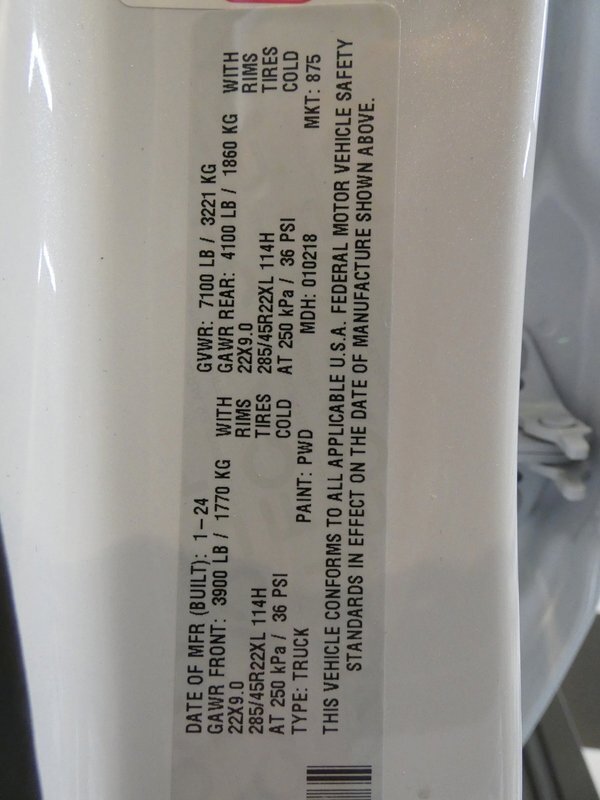 DATE OF MFR (BUILT): 1-24 GVWR: 7100 LB / 3221 KG
GAWR FRONT: 3900 LB / 1770 KG WITH GAWR REAR: 4100 LB / 1860 KG WITH
22X9.0 RIMS 22X9.0 RIMS
285/45R22XL 114H TIRES 285/45R22XL 114H TIRES
AT 250 kPa / 36 PSI COLD AT 250 kPa / 36 PSI COLD
TYPE: TRUCK PAINT: PWD MDH: 010218 MKT: 875
THIS VEHICLE CONFORMS TO ALL APPLICABLE U.S.A. FEDERAL MOTOR VEHICLE SAFETY
STANDARDS IN EFFECT ON THE DATE OF MANUFACTURE SHOWN ABOVE.